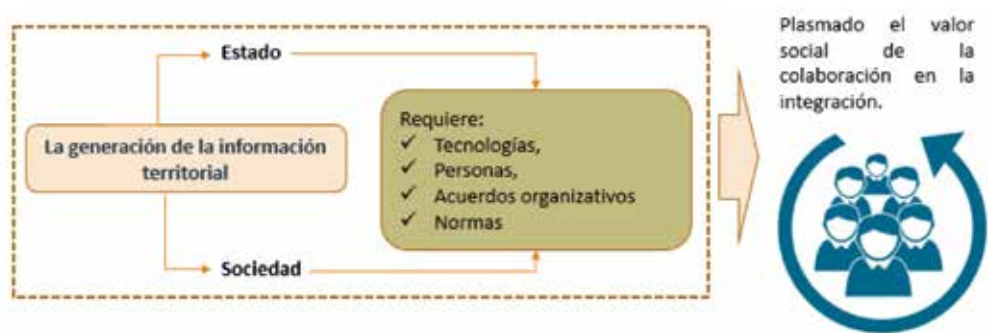 Estado
La generación de la información
territorial
Sociedad
Requiere:
✓ Tecnologías,
✓ Personas,
✓ Acuerdos organizativos
✓ Normas
Plasmado el valor
social de la
colaboración en la
integración.